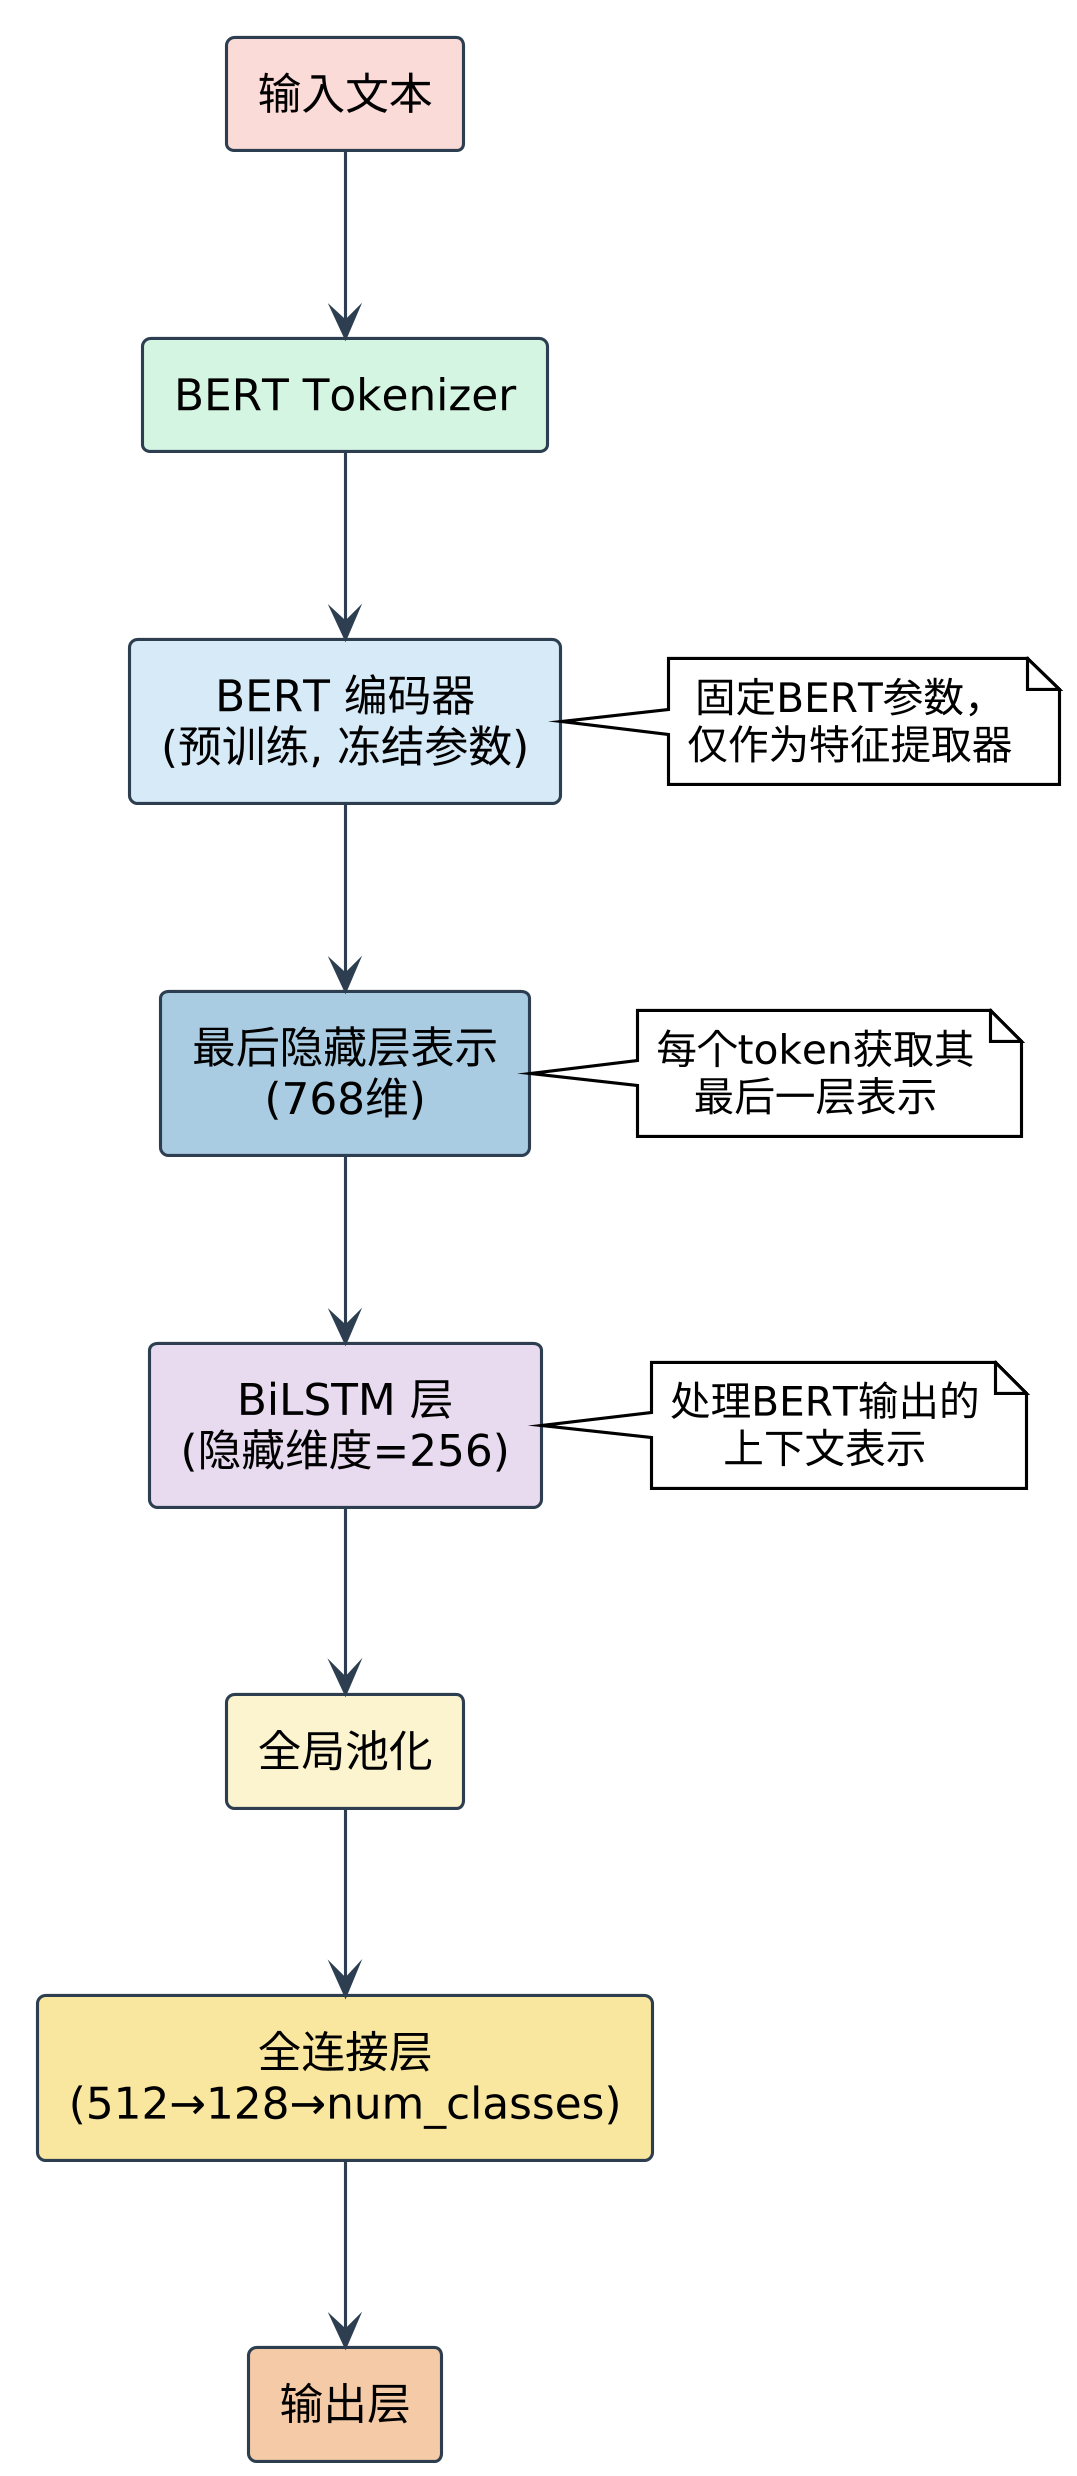 输入文本
BERT Tokenizer
BERT 编码器
(预训练, 冻结参数)
固定BERT参数，
仅作为特征提取器
最后隐藏层表示
(768维)
每个token获取其
最后一层表示
BiLSTM 层
(隐藏维度=256)
处理BERT输出的
上下文表示
全局池化
全连接层
(512→128→num_classes)
输出层